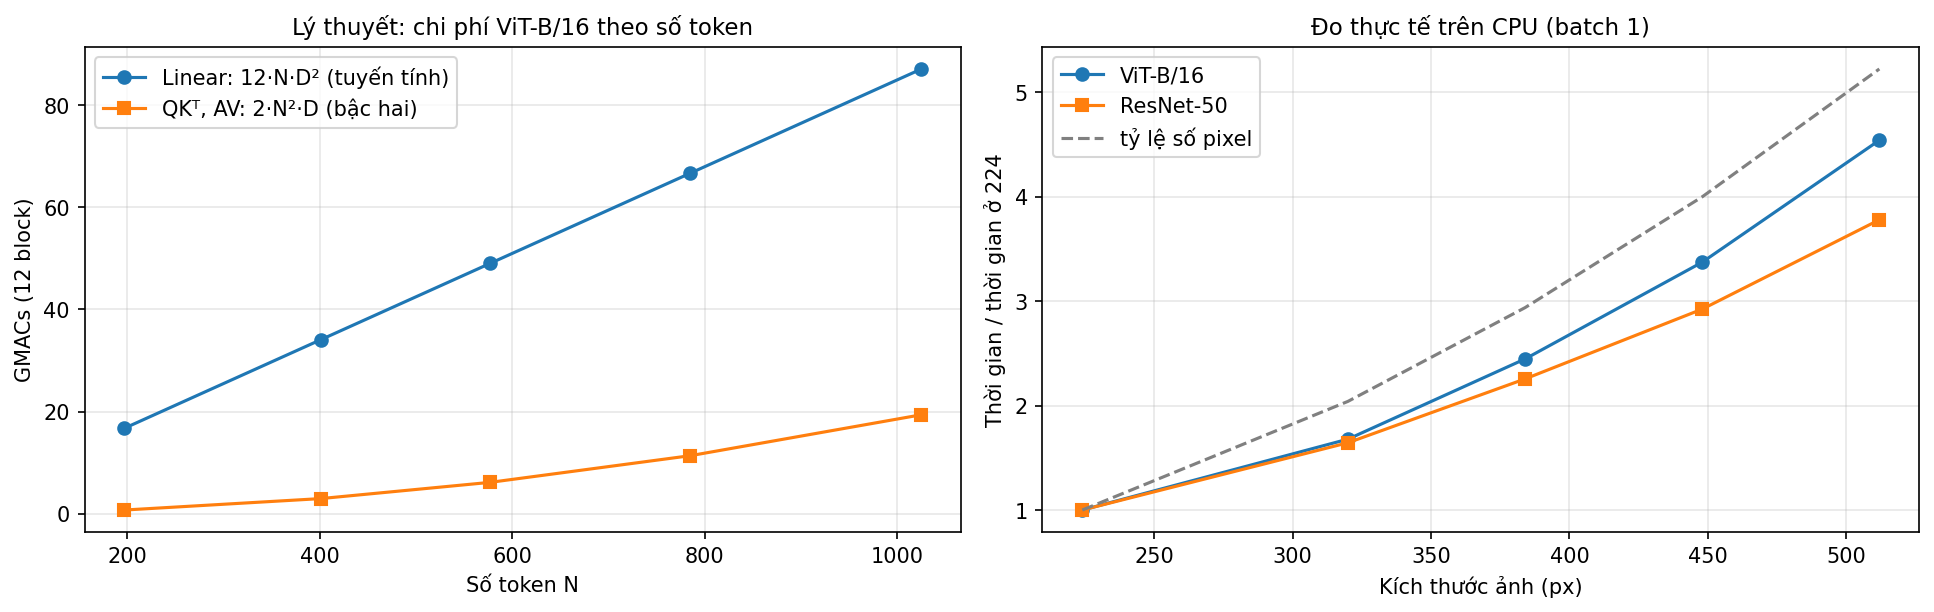 Lý thuyết: chi phí ViT-B/16 theo số token
Linear: 12·N·D² (tuyến tính)
QKᵀ, AV: 2·N²·D (bậc hai)
GMACs (12 block)
80
60
40
20
0
200
400
600
800
1000
Số token N
Đo thực tế trên CPU (batch 1)
ViT-B/16
ResNet-50
tỷ lệ số pixel
Thời gian / thời gian ở 224
5
4
3
2
1
250
300
350
400
450
500
Kích thước ảnh (px)